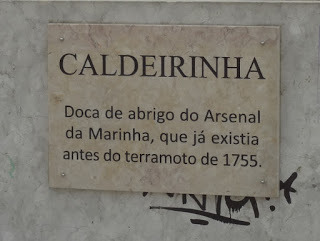 CALDEIRINHA
Doca de abrigo do Arsenal
da Marinha, que já existia
antes do terramoto de 1755.